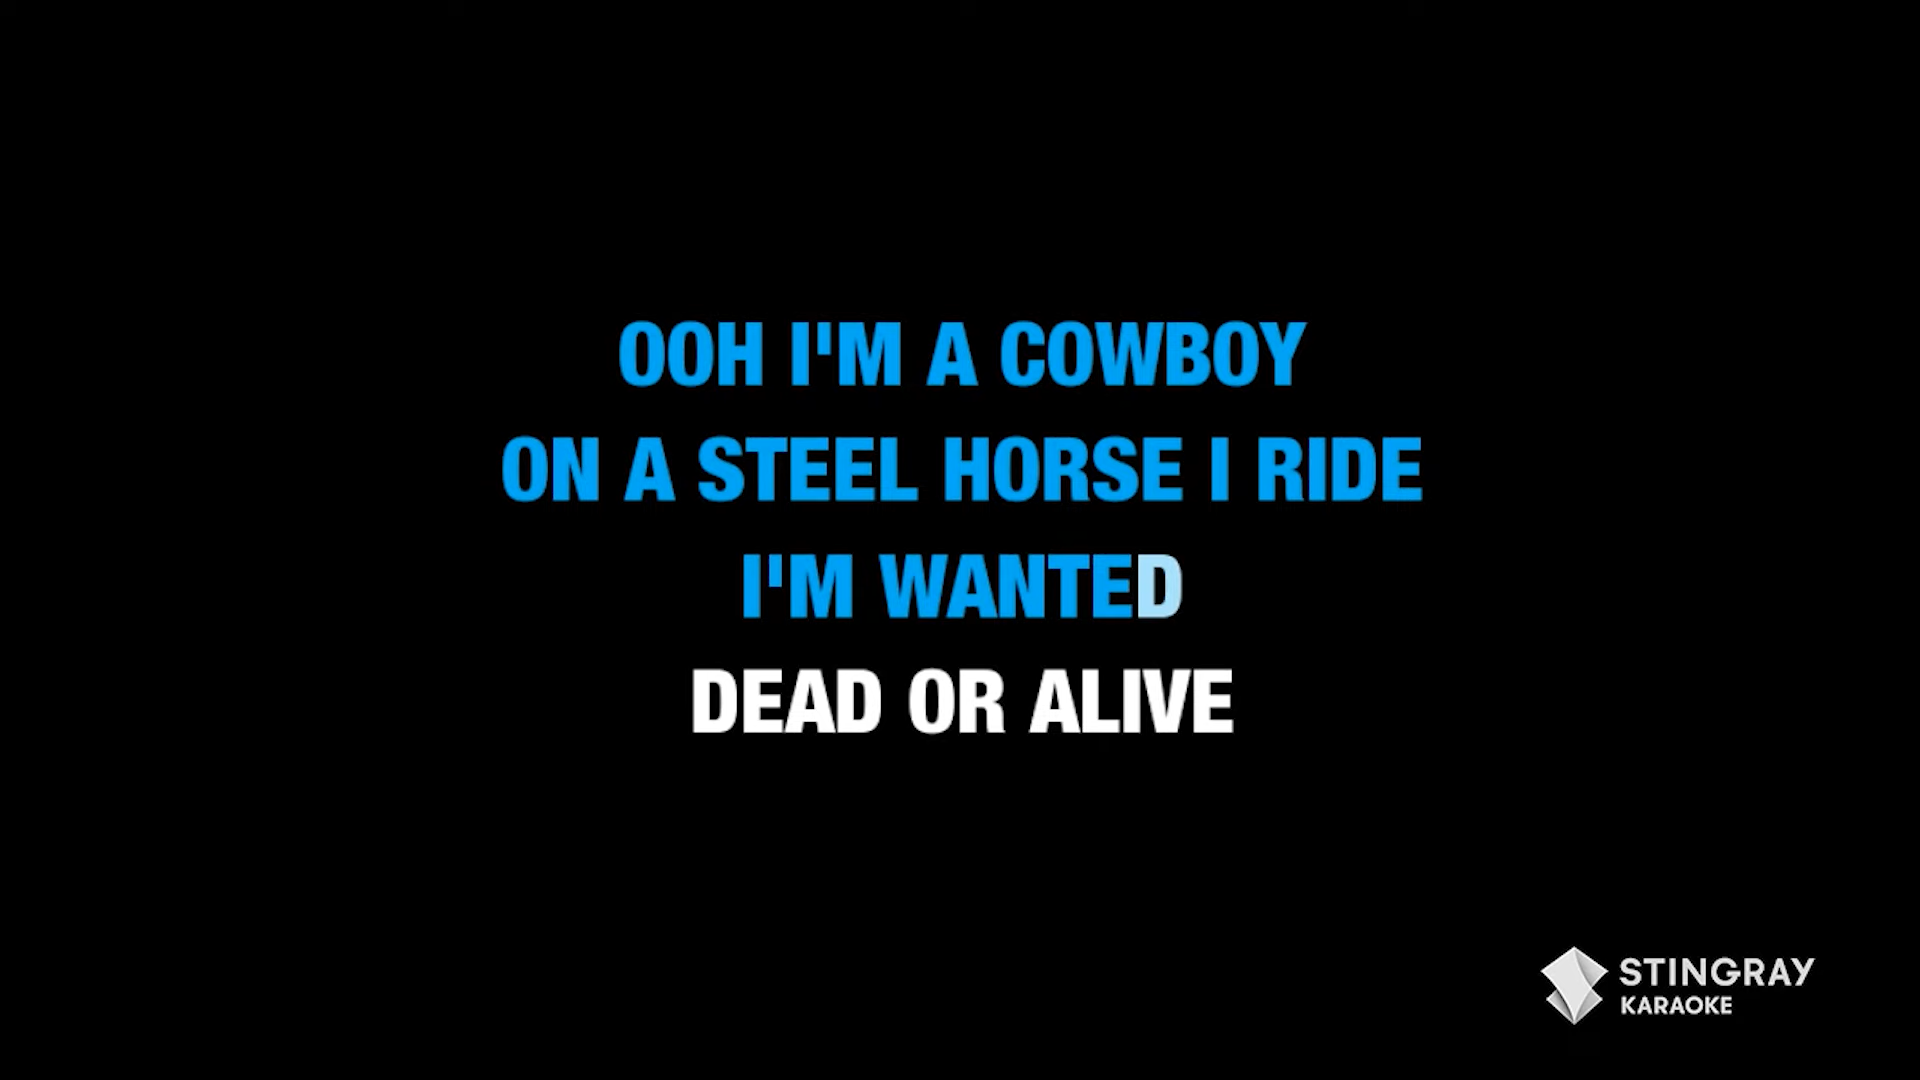 OOH I'M A COWBOY
ON A STEEL HORSE I RIDE
I'M WANTED
DEAD OR ALIVE
STINGRAY
KARAOKE